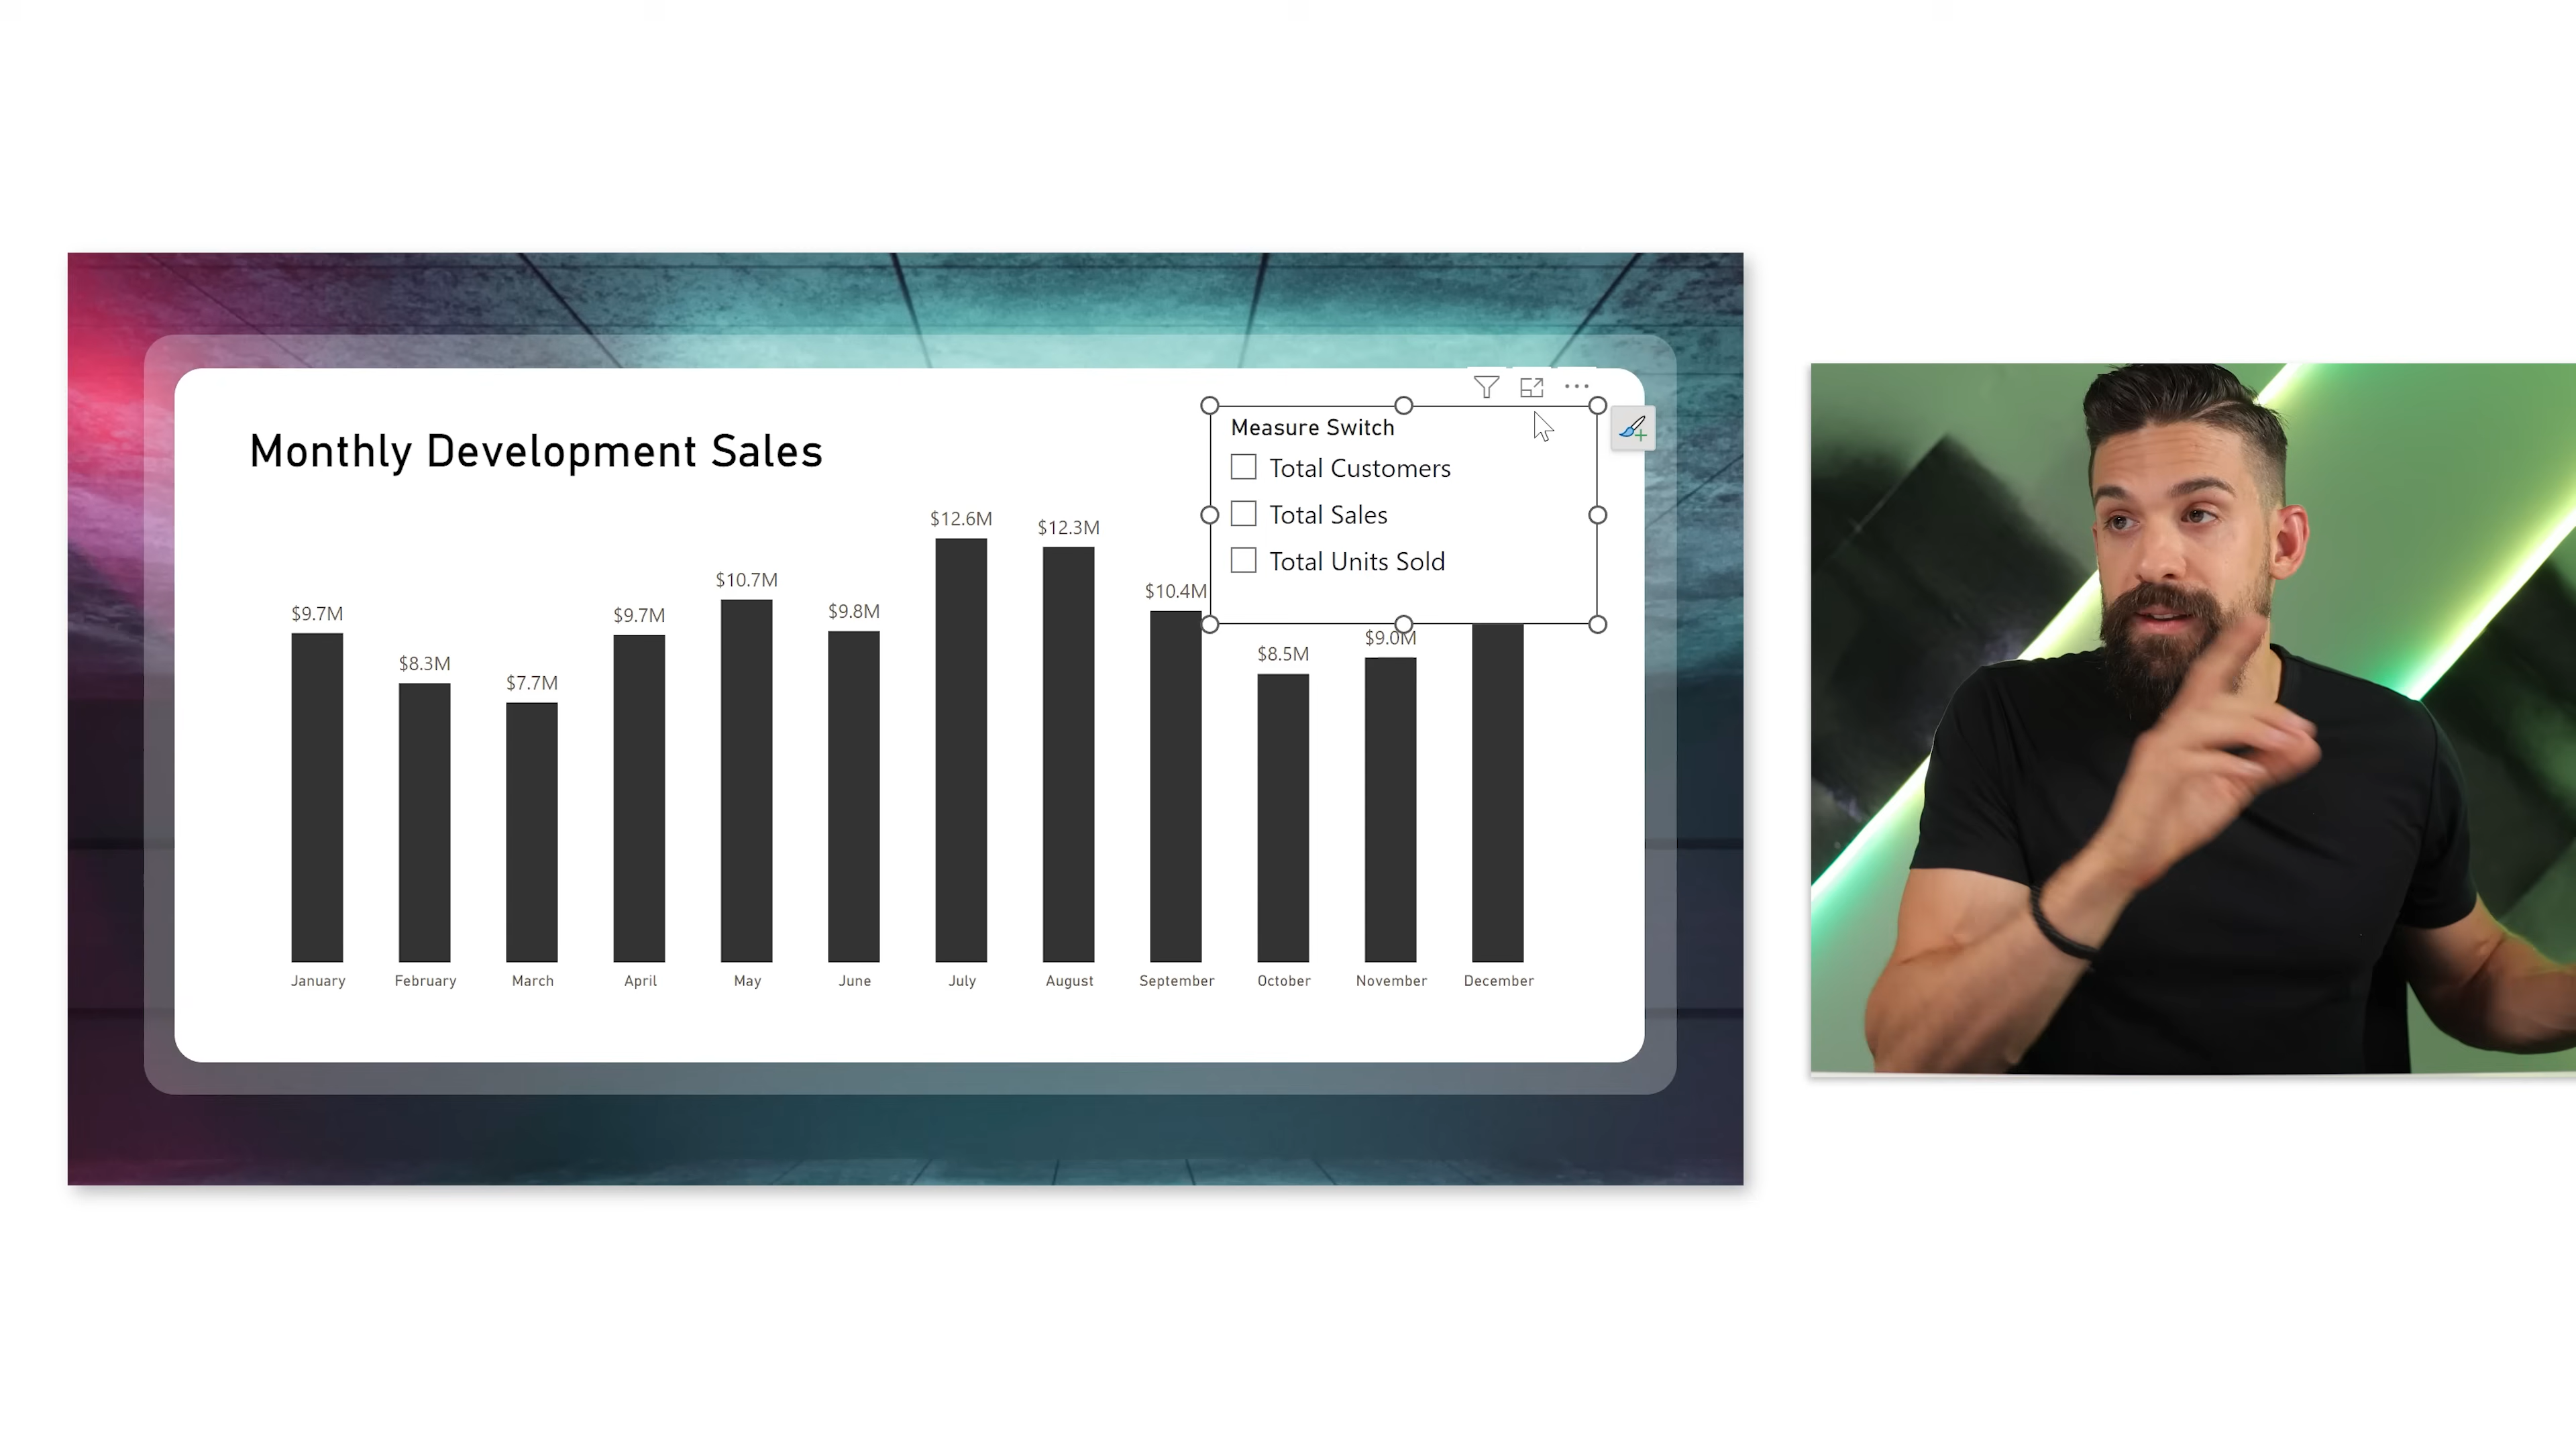 Monthly Development Sales
Measure Switch
Total Customers
Total Sales
Total Units Sold
$9.7M
$8.3M
$7.7M
$9.7M
$10.7M
$9.8M
$12.6M
$12.3M
$10.4M
$8.5M
$9.0M
January
February
March
April
May
June
July
August
September
October
November
December